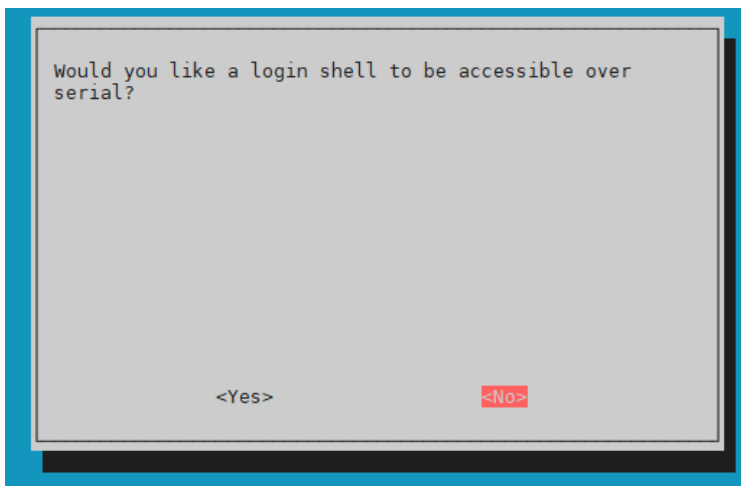 Would you like a login shell to be accessible over
serial?
<Yes> <No>